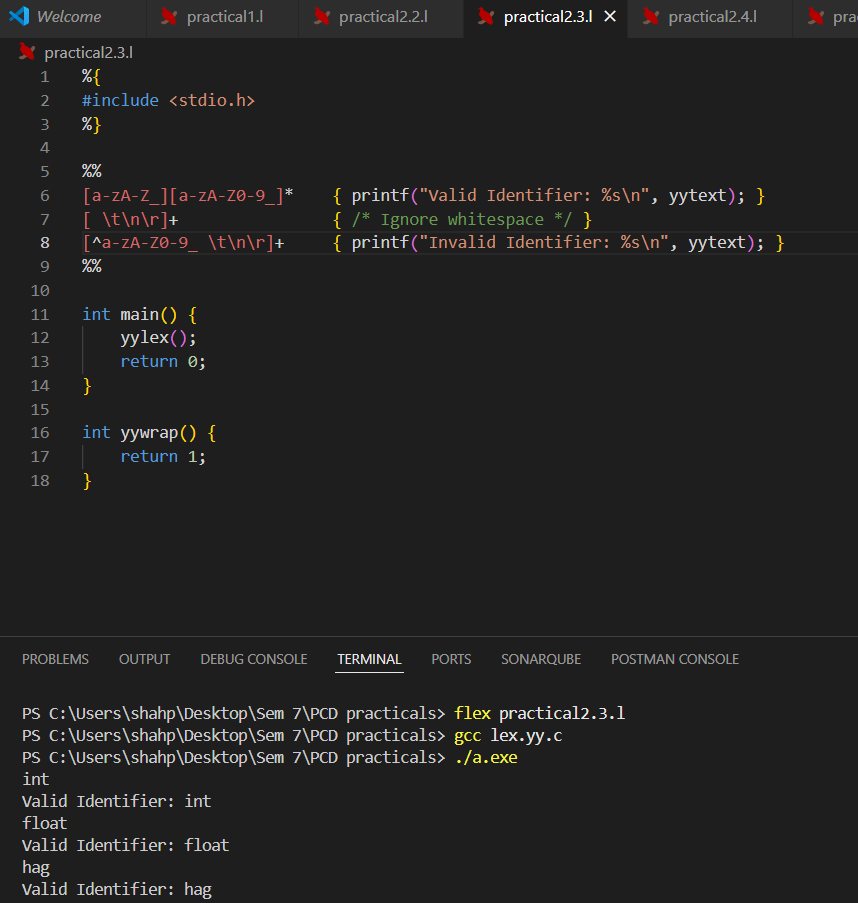 Welcome practical1.l practical2.2.l practical2.3.l practical2.4.l
practical2.3.l
1 %{
2 #include <stdio.h>
3 %}
4
5 %%
6 [a-zA-Z_][a-zA-Z0-9_]* { printf("Valid Identifier: %s\n", yytext); }
7 [ \t\n\r]+ { /* Ignore whitespace */ }
8 [^a-zA-Z0-9_ \t\n\r]+ { printf("Invalid Identifier: %s\n", yytext); }
9 %%
10
11 int main() {
12 yylex();
13 return 0;
14 }
15
16 int yywrap() {
17 return 1;
18 }
PROBLEMS OUTPUT DEBUG CONSOLE TERMINAL PORTS SONARQUBE POSTMAN CONSOLE
PS C:\Users\shahp\Desktop\Sem 7\PCD practicals> flex practical2.3.l
PS C:\Users\shahp\Desktop\Sem 7\PCD practicals> gcc lex.yy.c
PS C:\Users\shahp\Desktop\Sem 7\PCD practicals> ./a.exe
int
Valid Identifier: int
float
Valid Identifier: float
hag
Valid Identifier: hag